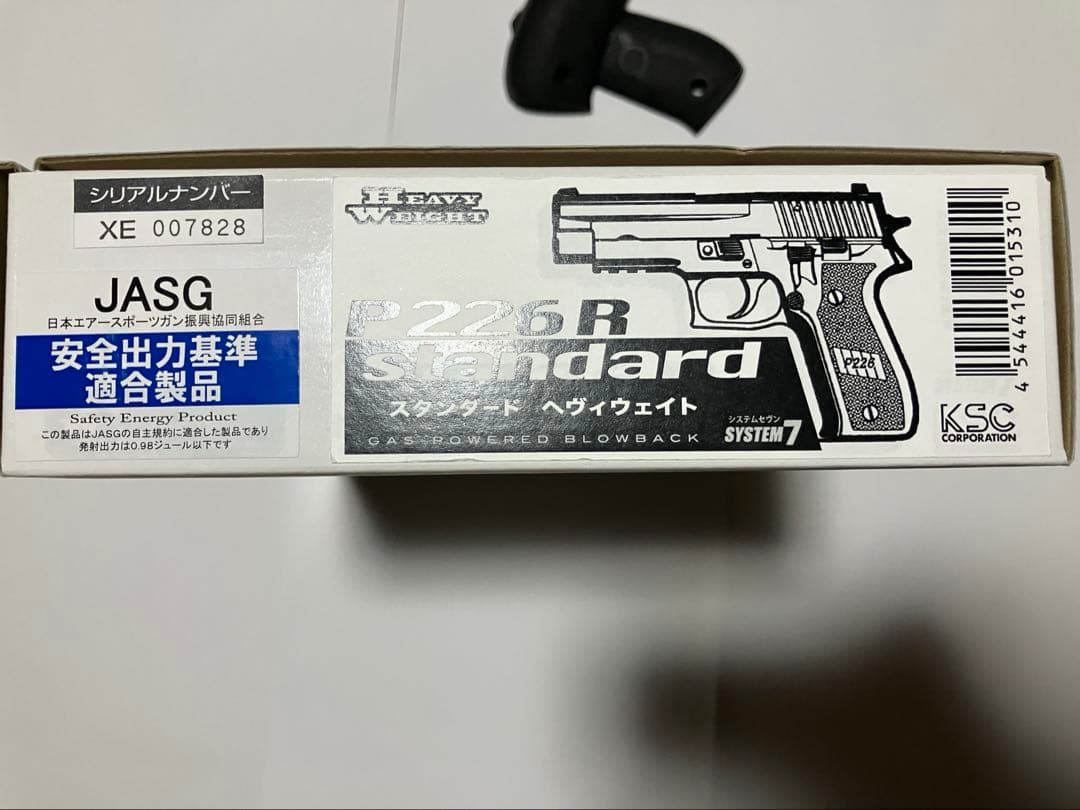 シリアルナンバー
XE 007828
JASG
日本エアースポーツガン振興協同組合
安全出力基準
適合製品
Safety Energy Product
この製品はJASGの自主規約に適合した製品であり
発射出力は0.98ジュール以下です
HEAVY
WEIGHT
P226R
standard
スタンダード ヘヴィウェイト
GAS-POWERED BLOWBACK
システムセヴン
SYSTEM7
P226
4 544416 015310
KSC
CORPORATION